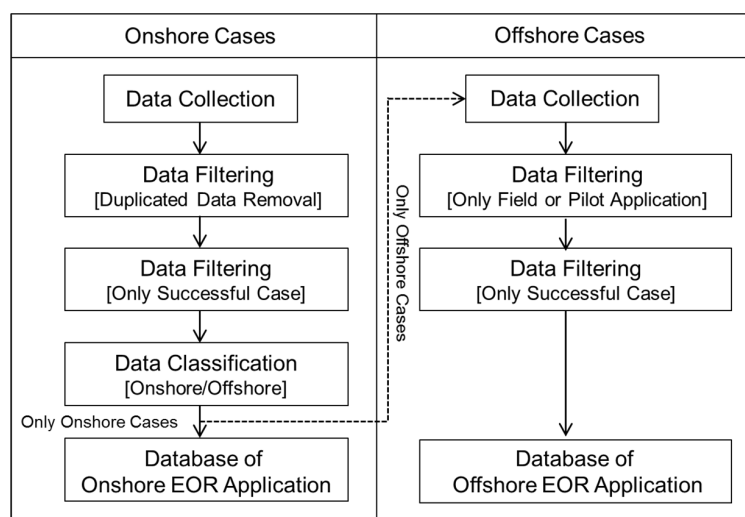 Onshore Cases
Data Collection
Data Filtering
[Duplicated Data Removal]
Data Filtering
[Only Successful Case]
Data Classification
[Onshore/Offshore]
Only Onshore Cases
Database of
Onshore EOR Application
Only Offshore Cases
Offshore Cases
Data Collection
Data Filtering
[Only Field or Pilot Application]
Data Filtering
[Only Successful Case]
Database of
Offshore EOR Application